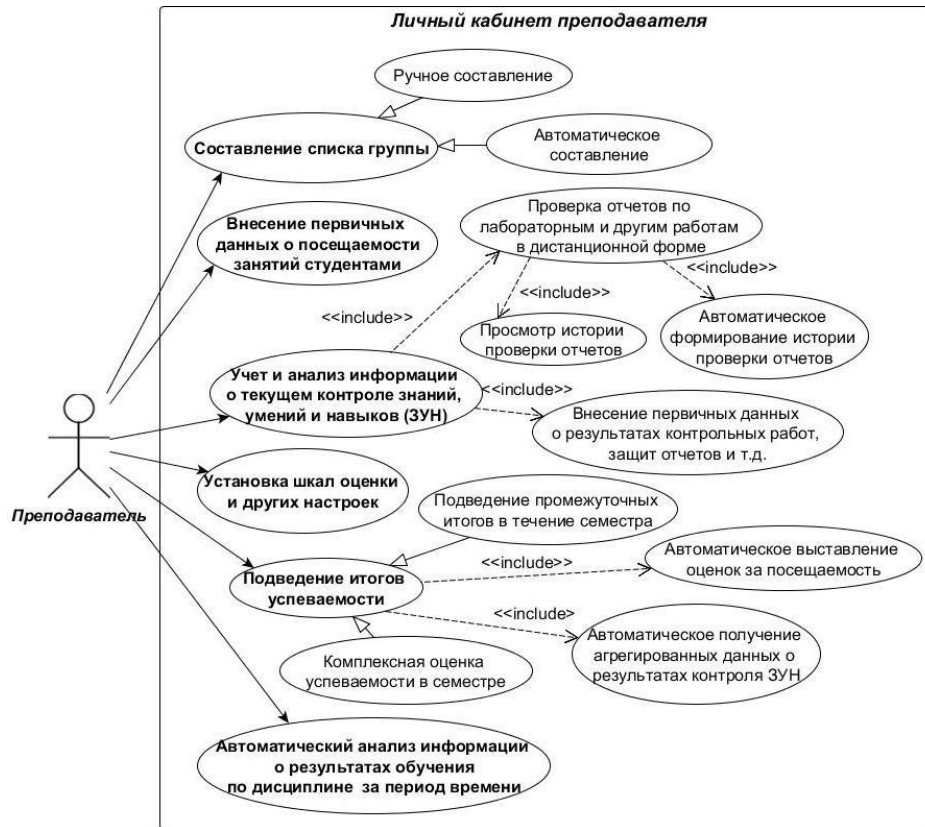 Личный кабинет преподавателя
Ручное составление
Составление списка группы
Автоматическое
составление
Внесение первичных
данных о посещаемости
занятий студентами
Проверка отчетов по
лабораторным и другим работам
в дистанционной форме
<<include>>
<<include>>
<<include>>
Просмотр истории
проверки отчетов
Автоматическое
формирование истории
проверки отчетов
Учет и анализ информации
о текущем контроле знаний,
умений и навыков (ЗУН)
<<include>>
Внесение первичных данных
о результатах контрольных работ,
защит отчетов и т.д.
Преподаватель
Установка шкал оценки
и других настроек
Подведение промежуточных
итогов в течение семестра
Подведение итогов
успеваемости
<<include>>
Автоматическое выставление
оценок за посещаемость
<<include>
Автоматическое получение
агрегированных данных о
результатах контроля ЗУН
Комплексная оценка
успеваемости в семестре
Автоматический анализ информации
о результатах обучения
по дисциплине за период времени